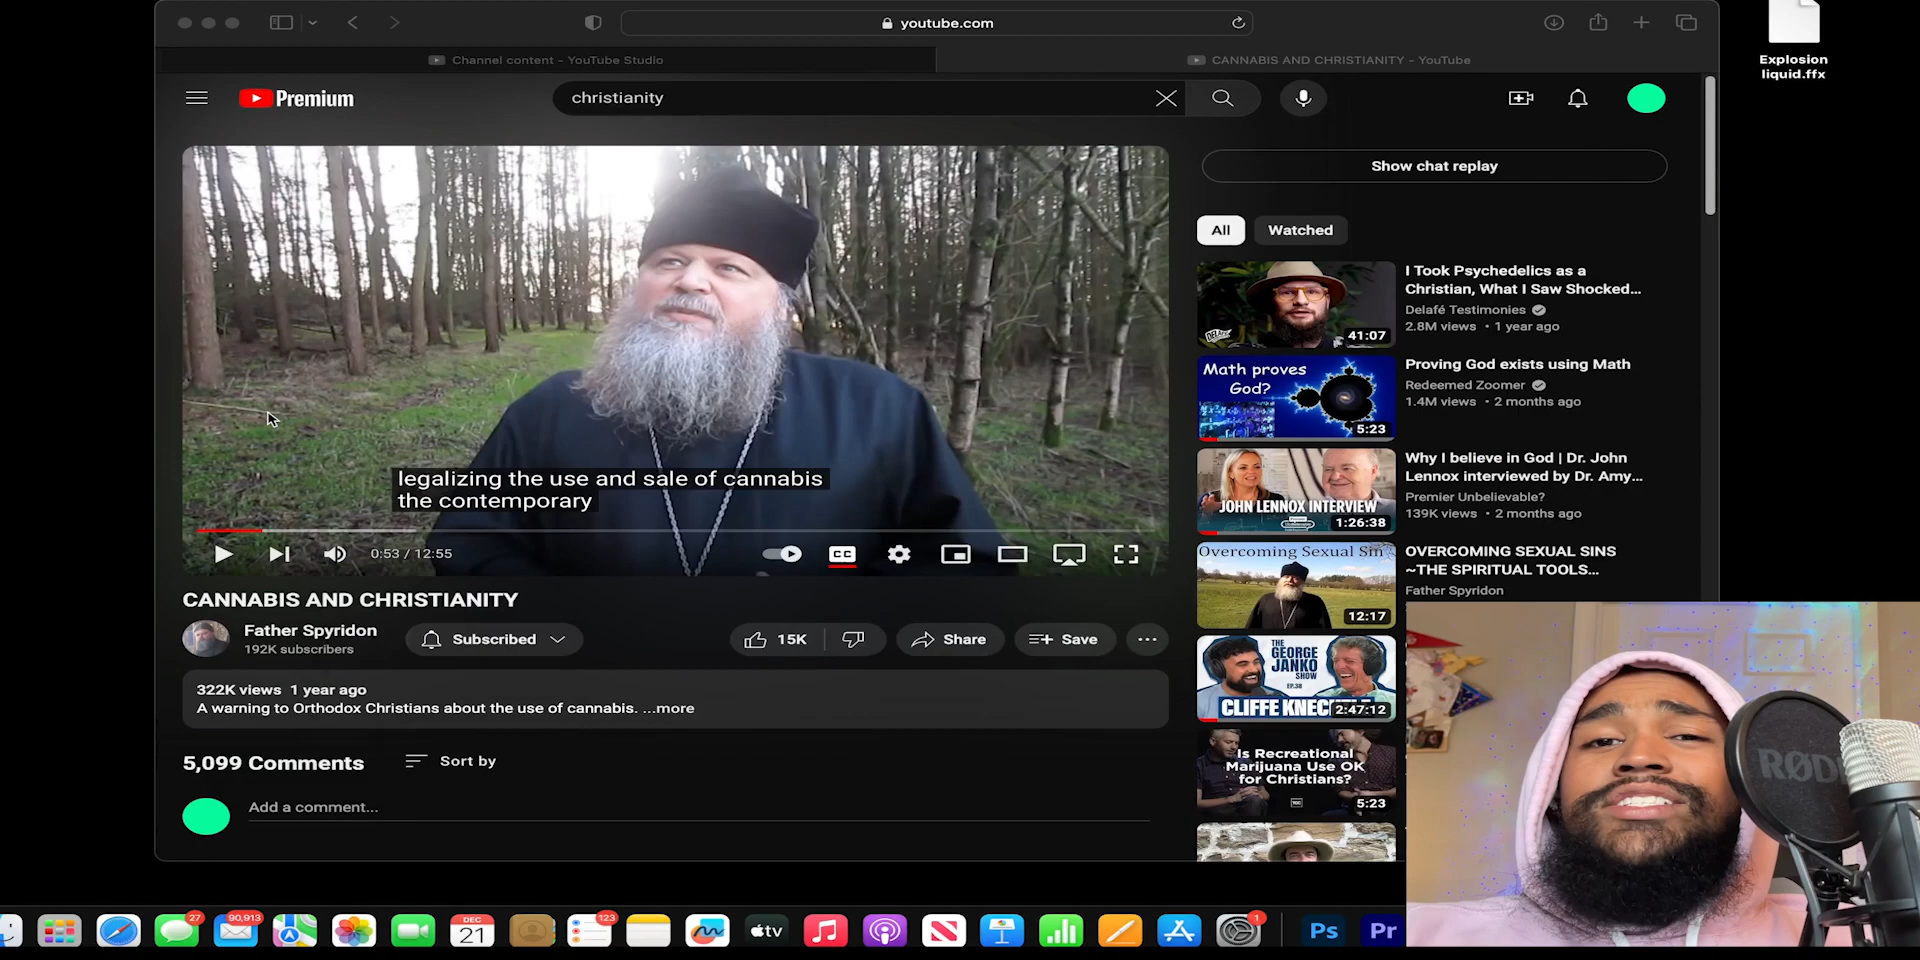 youtube.com
Explosion
liquid.ffx
Channel content - YouTube Studio
CANNABIS AND CHRISTIANITY - YouTube
Premium
christianity
Show chat replay
All
Watched
legalizing the use and sale of cannabis
the contemporary
0:53 / 12:55
CC
CANNABIS AND CHRISTIANITY
Father Spyridon
192K subscribers
Subscribed
15K
Share
Save
322K views 1 year ago
A warning to Orthodox Christians about the use of cannabis. ...more
5,099 Comments
Sort by
Add a comment...
41:07
I Took Psychedelics as a
Christian, What I Saw Shocked...
Delafé Testimonies
2.8M views • 1 year ago
Math proves
God?
5:23
Proving God exists using Math
Redeemed Zoomer
1.4M views • 2 months ago
JOHN LENNOX INTERVIEW
1:26:38
Why I believe in God | Dr. John
Lennox interviewed by Dr. Amy...
Premier Unbelievable?
139K views • 2 months ago
Overcoming Sexual Sin
12:17
OVERCOMING SEXUAL SINS
~THE SPIRITUAL TOOLS...
Father Spyridon
THE
GEORGE
JANKO
SHOW
EP.38
CLIFFE
2:47:12
Is Recreational
Marijuana Use OK
for Christians?
5:23
RØD
27
90,913
DEC
21
123
tv
1
Ps
Pr